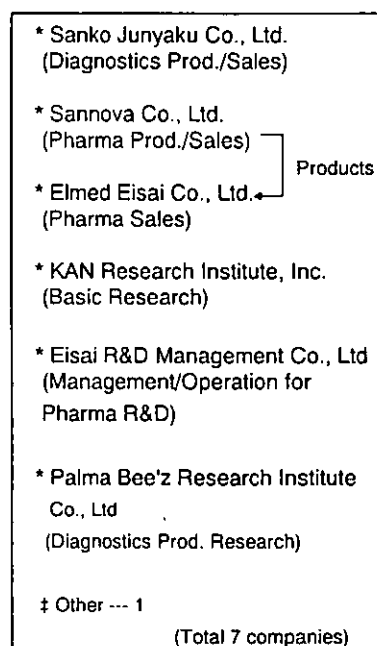 * Sanko Junyaku Co., Ltd.
(Diagnostics Prod./Sales)
* Sannova Co., Ltd.
(Pharma Prod./Sales)
Products
* Elmed Eisai Co., Ltd.
(Pharma Sales)
* KAN Research Institute, Inc.
(Basic Research)
* Eisai R&D Management Co., Ltd
(Management/Operation for
Pharma R&D)
* Palma Bee'z Research Institute
Co., Ltd
(Diagnostics Prod. Research)
‡ Other --- 1
(Total 7 companies)